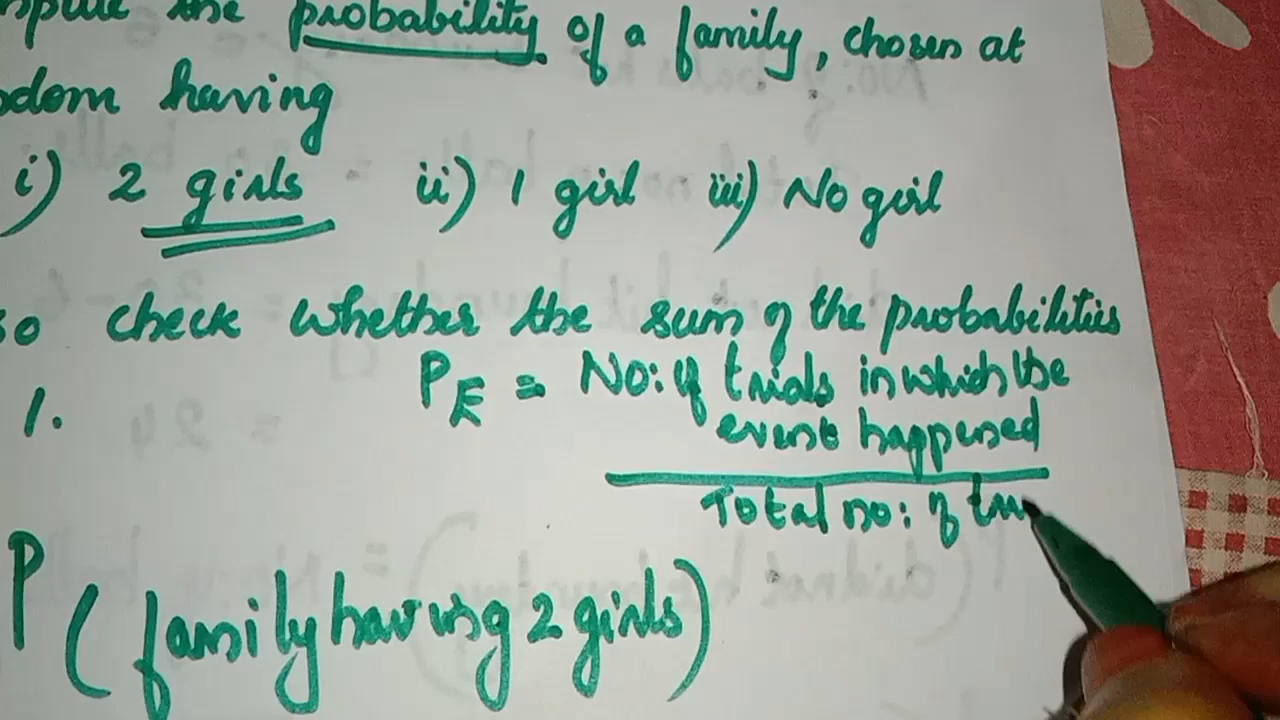 the probability of a family, chosen at
having
i) 2 girls ii) 1 girl iii) No girl
check whether the sum of the probabilities
1.
PE = No: of trials in which the
event happened
Total no: of
P (family having 2 girls)